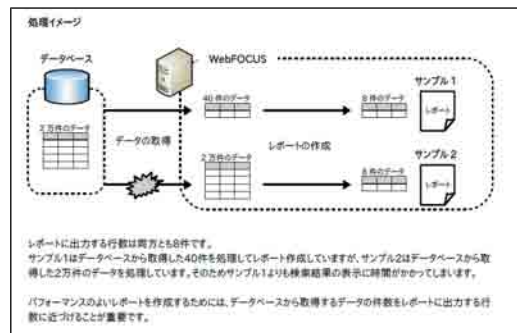 処理イメージ
データベース
WebFOCUS
サンプル1
40件のデータ
8件のデータ
レポート
2万件のデータ
データの取得
レポートの作成
サンプル2
2万件のデータ
8件のデータ
レポート
レポートに出力する行数は両方とも8件です。
サンプル1はデータベースから取得した40件を処理してレポート作成していますが、サンプル2はデータベースから取
得した2万件のデータを処理しています。そのためサンプル1よりも検索結果の表示に時間がかかってしまいます。
パフォーマンスのよいレポートを作成するためには、データベースから取得するデータの件数をレポートに出力する行
数に近づけることが重要です。